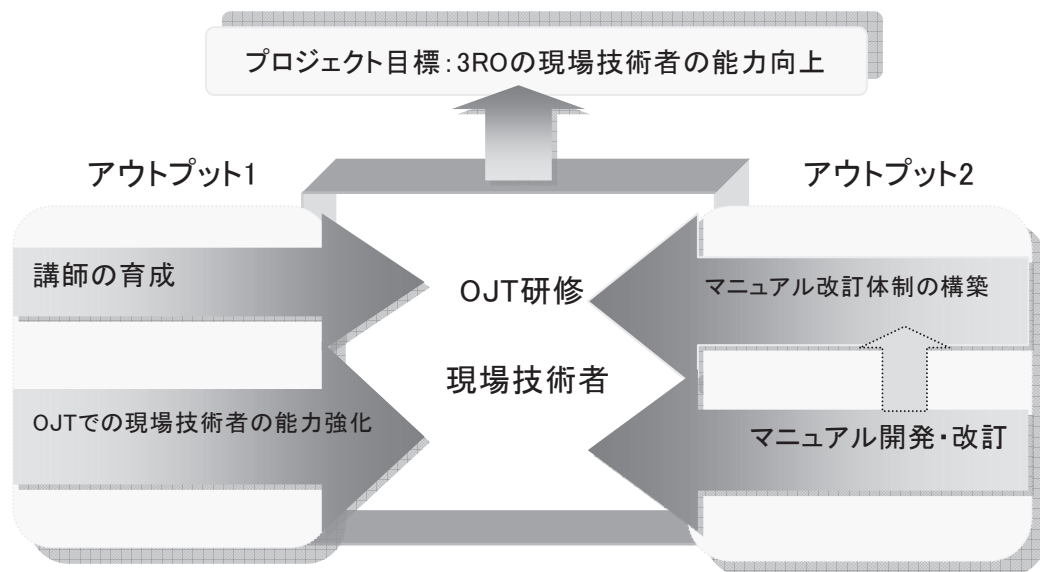 プロジェクト目標：3ROの現場技術者の能力向上
アウトプット1
アウトプット2
講師の育成
OJTでの現場技術者の能力強化
OJT研修
現場技術者
マニュアル改訂体制の構築
マニュアル開発・改訂